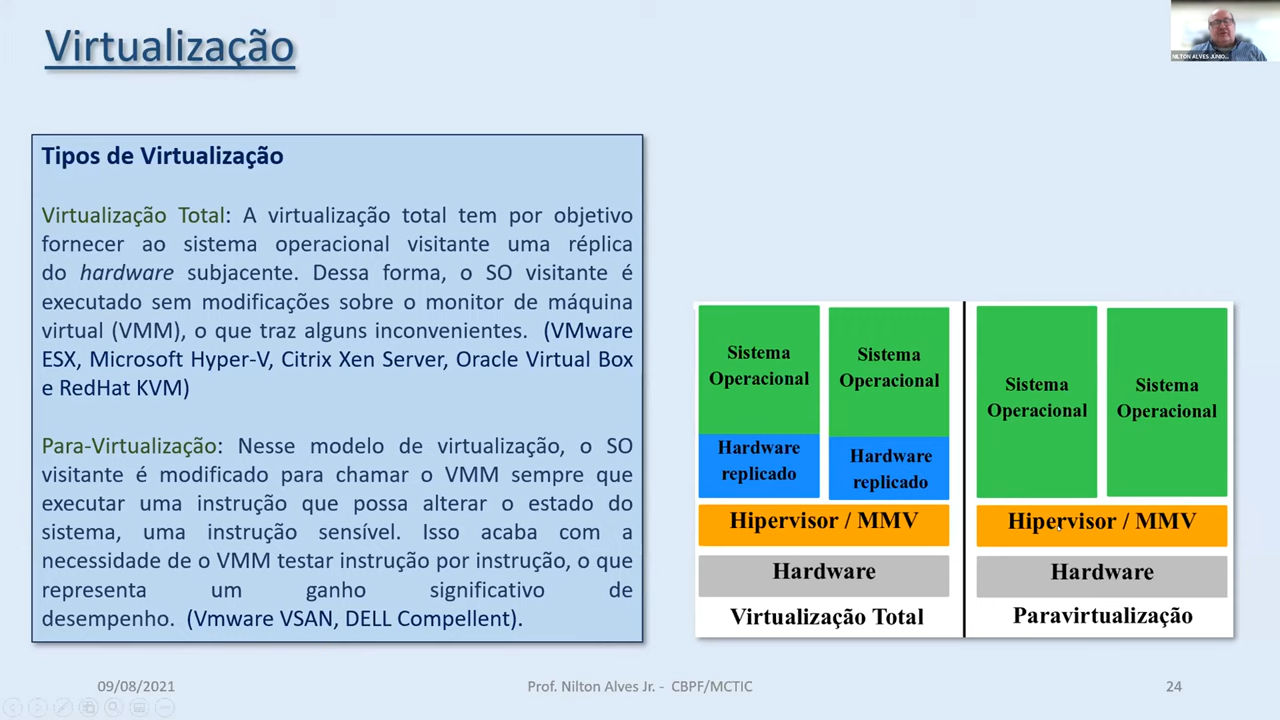 Virtualização
NILTON ALVES JUNIO...
Tipos de Virtualização
Virtualização Total: A virtualização total tem por objetivo
fornecer ao sistema operacional visitante uma réplica
do hardware subjacente. Dessa forma, o SO visitante é
executado sem modificações sobre o monitor de máquina
virtual (VMM), o que traz alguns inconvenientes. (VMware
ESX, Microsoft Hyper-V, Citrix Xen Server, Oracle Virtual Box
e RedHat KVM)
Para-Virtualização: Nesse modelo de virtualização, o SO
visitante é modificado para chamar o VMM sempre que
executar uma instrução que possa alterar o estado do
sistema, uma instrução sensível. Isso acaba com a
necessidade de o VMM testar instrução por instrução, o que
representa um ganho significativo de
desempenho. (Vmware VSAN, DELL Compellent).
Sistema
Operacional
Sistema
Operacional
Hardware
replicado
Hardware
replicado
Hipervisor / MMV
Hardware
Virtualização Total
Sistema
Operacional
Sistema
Operacional
Hipervisor / MMV
Hardware
Paravirtualização
09/08/2021
Prof. Nilton Alves Jr. - CBPF/MCTIC
24